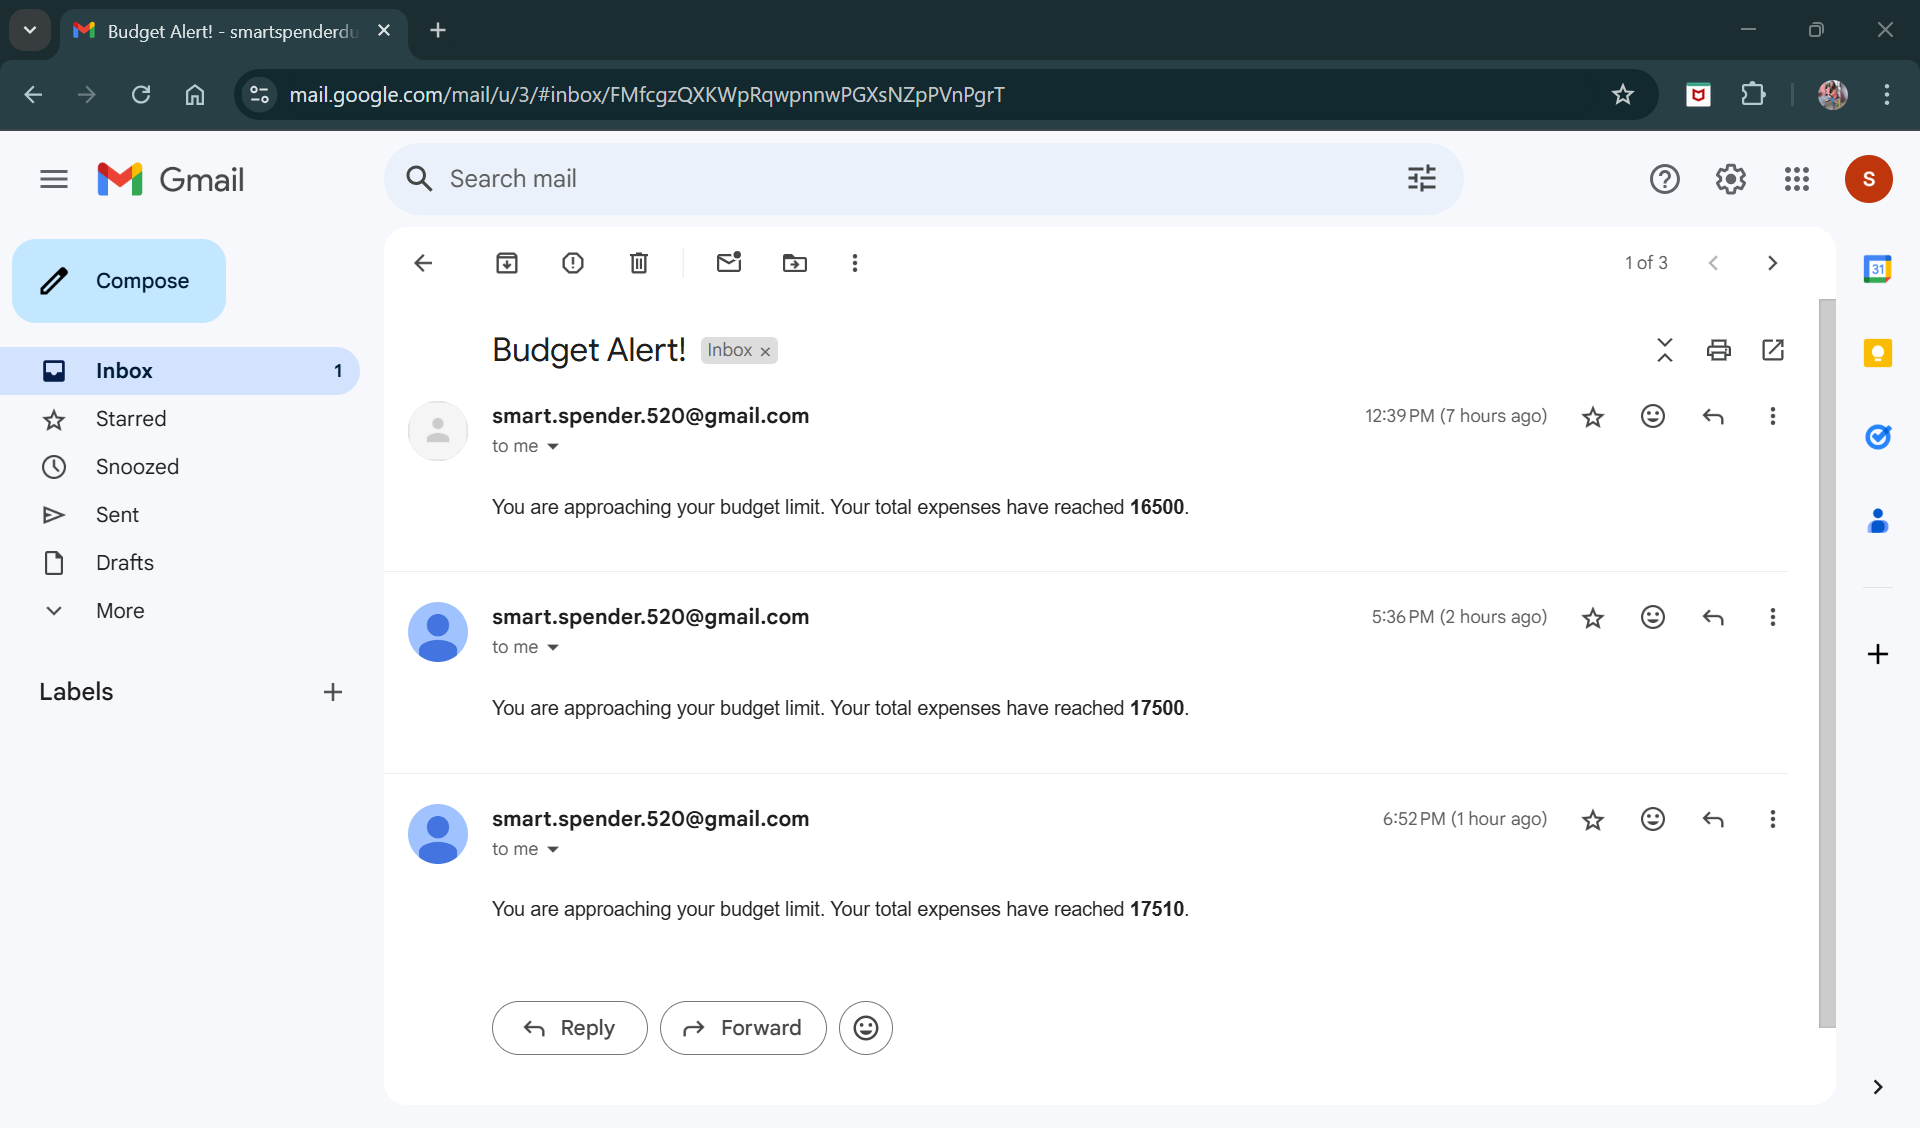 Budget Alert! - smartspenderdu
mail.google.com/mail/u/3/#inbox/FMfcgzQXKWpRqwpnnwPGXsNZpPVnPgrT
Gmail
Search mail
S
Compose
1 of 3
31
Budget Alert! Inbox ×
Inbox 1
Starred
Snoozed
Sent
Drafts
More
Labels
smart.spender.520@gmail.com 12:39 PM (7 hours ago)
to me
You are approaching your budget limit. Your total expenses have reached 16500.
smart.spender.520@gmail.com 5:36 PM (2 hours ago)
to me
You are approaching your budget limit. Your total expenses have reached 17500.
smart.spender.520@gmail.com 6:52 PM (1 hour ago)
to me
You are approaching your budget limit. Your total expenses have reached 17510.
Reply Forward